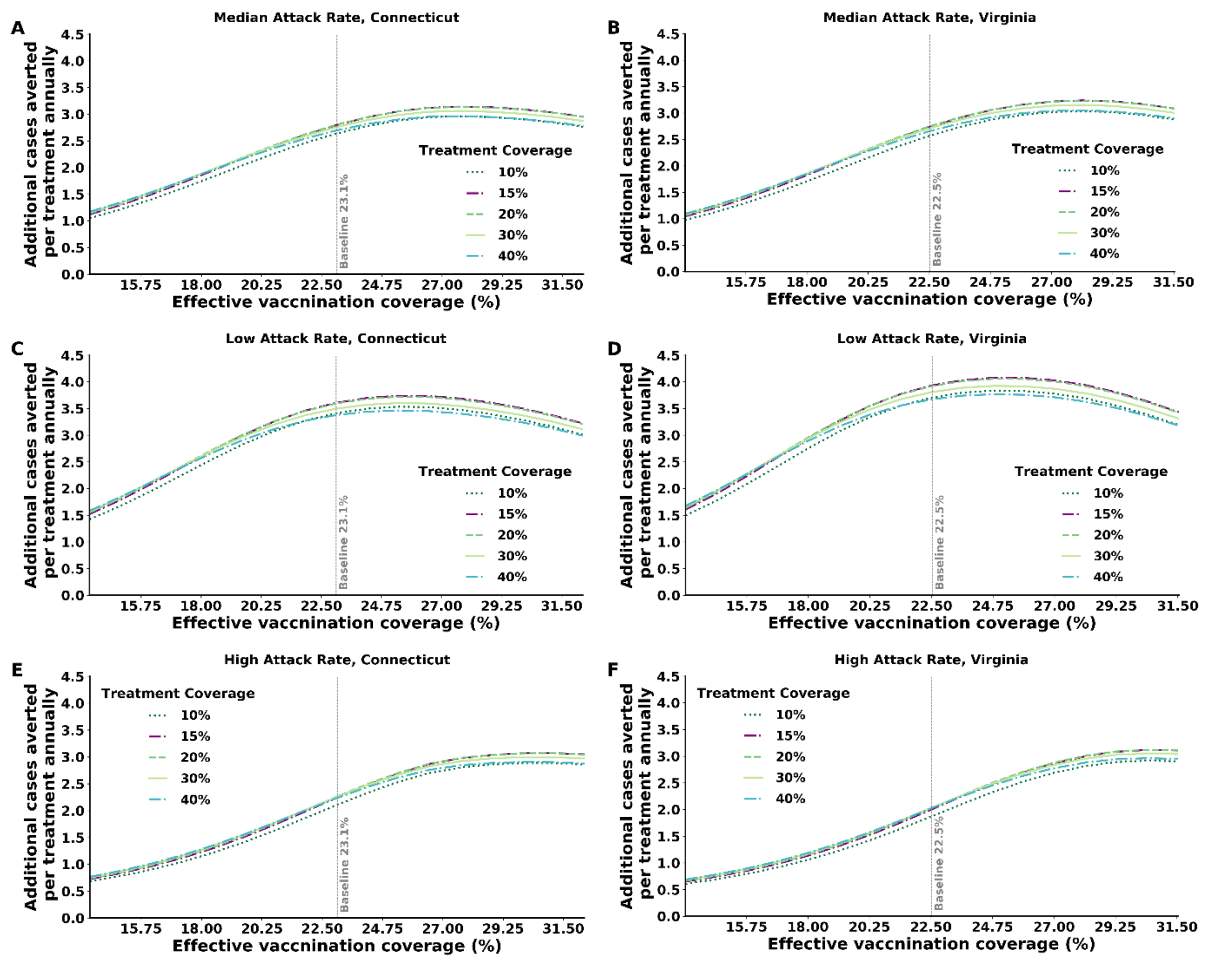 A
Median Attack Rate, Connecticut
Additional cases averted
per treatment annually
4.5
4.0
3.5
3.0
2.5
2.0
1.5
1.0
0.5
0.0
Treatment Coverage
10%
15%
20%
30%
40%
Baseline 23.1%
15.75 18.00 20.25 22.50 24.75 27.00 29.25 31.50
Effective vaccnination coverage (%)
B
Median Attack Rate, Virginia
Additional cases averted
per treatment annually
4.5
4.0
3.5
3.0
2.5
2.0
1.5
1.0
0.5
0.0
Treatment Coverage
10%
15%
20%
30%
40%
Baseline 22.5%
15.75 18.00 20.25 22.50 24.75 27.00 29.25 31.50
Effective vaccnination coverage (%)
C
Low Attack Rate, Connecticut
Additional cases averted
per treatment annually
4.5
4.0
3.5
3.0
2.5
2.0
1.5
1.0
0.5
0.0
Treatment Coverage
10%
15%
20%
30%
40%
Baseline 23.1%
15.75 18.00 20.25 22.50 24.75 27.00 29.25 31.50
Effective vaccnination coverage (%)
D
Low Attack Rate, Virginia
Additional cases averted
per treatment annually
4.5
4.0
3.5
3.0
2.5
2.0
1.5
1.0
0.5
0.0
Treatment Coverage
10%
15%
20%
30%
40%
Baseline 22.5%
15.75 18.00 20.25 22.50 24.75 27.00 29.25 31.50
Effective vaccnination coverage (%)
E
High Attack Rate, Connecticut
Additional cases averted
per treatment annually
4.5
4.0
3.5
3.0
2.5
2.0
1.5
1.0
0.5
0.0
Treatment Coverage
10%
15%
20%
30%
40%
Baseline 23.1%
15.75 18.00 20.25 22.50 24.75 27.00 29.25 31.50
Effective vaccnination coverage (%)
F
High Attack Rate, Virginia
Additional cases averted
per treatment annually
4.5
4.0
3.5
3.0
2.5
2.0
1.5
1.0
0.5
0.0
Treatment Coverage
10%
15%
20%
30%
40%
Baseline 22.5%
15.75 18.00 20.25 22.50 24.75 27.00 29.25 31.50
Effective vaccnination coverage (%)